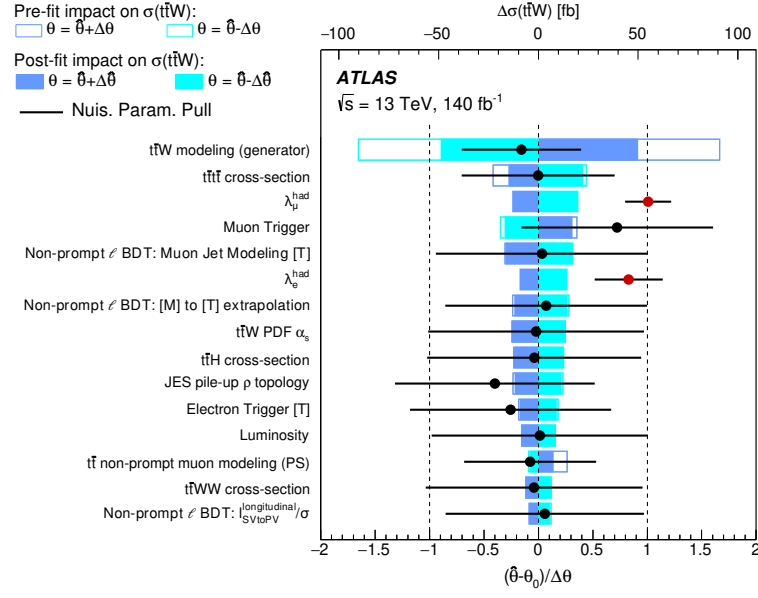 Pre-fit impact on σ(tt̄W):
θ = θ̂+Δθ θ = θ̂-Δθ
Post-fit impact on σ(tt̄W):
θ = θ̂+Δθ̂ θ = θ̂-Δθ̂
Nuis. Param. Pull
Δσ(tt̄W) [fb]
−100 −50 0 50 100
ATLAS
√s = 13 TeV, 140 fb⁻¹
tt̄W modeling (generator)
tt̄tt̄ cross-section
λ_μ^had
Muon Trigger
Non-prompt ℓ BDT: Muon Jet Modeling [T]
λ_e^had
Non-prompt ℓ BDT: [M] to [T] extrapolation
tt̄W PDF α_s
tt̄H cross-section
JES pile-up ρ topology
Electron Trigger [T]
Luminosity
tt̄ non-prompt muon modeling (PS)
tt̄WW cross-section
Non-prompt ℓ BDT: l_SVtoPV^longitudinal/σ
−2 −1.5 −1 −0.5 0 0.5 1 1.5 2
(θ̂-θ₀)/Δθ